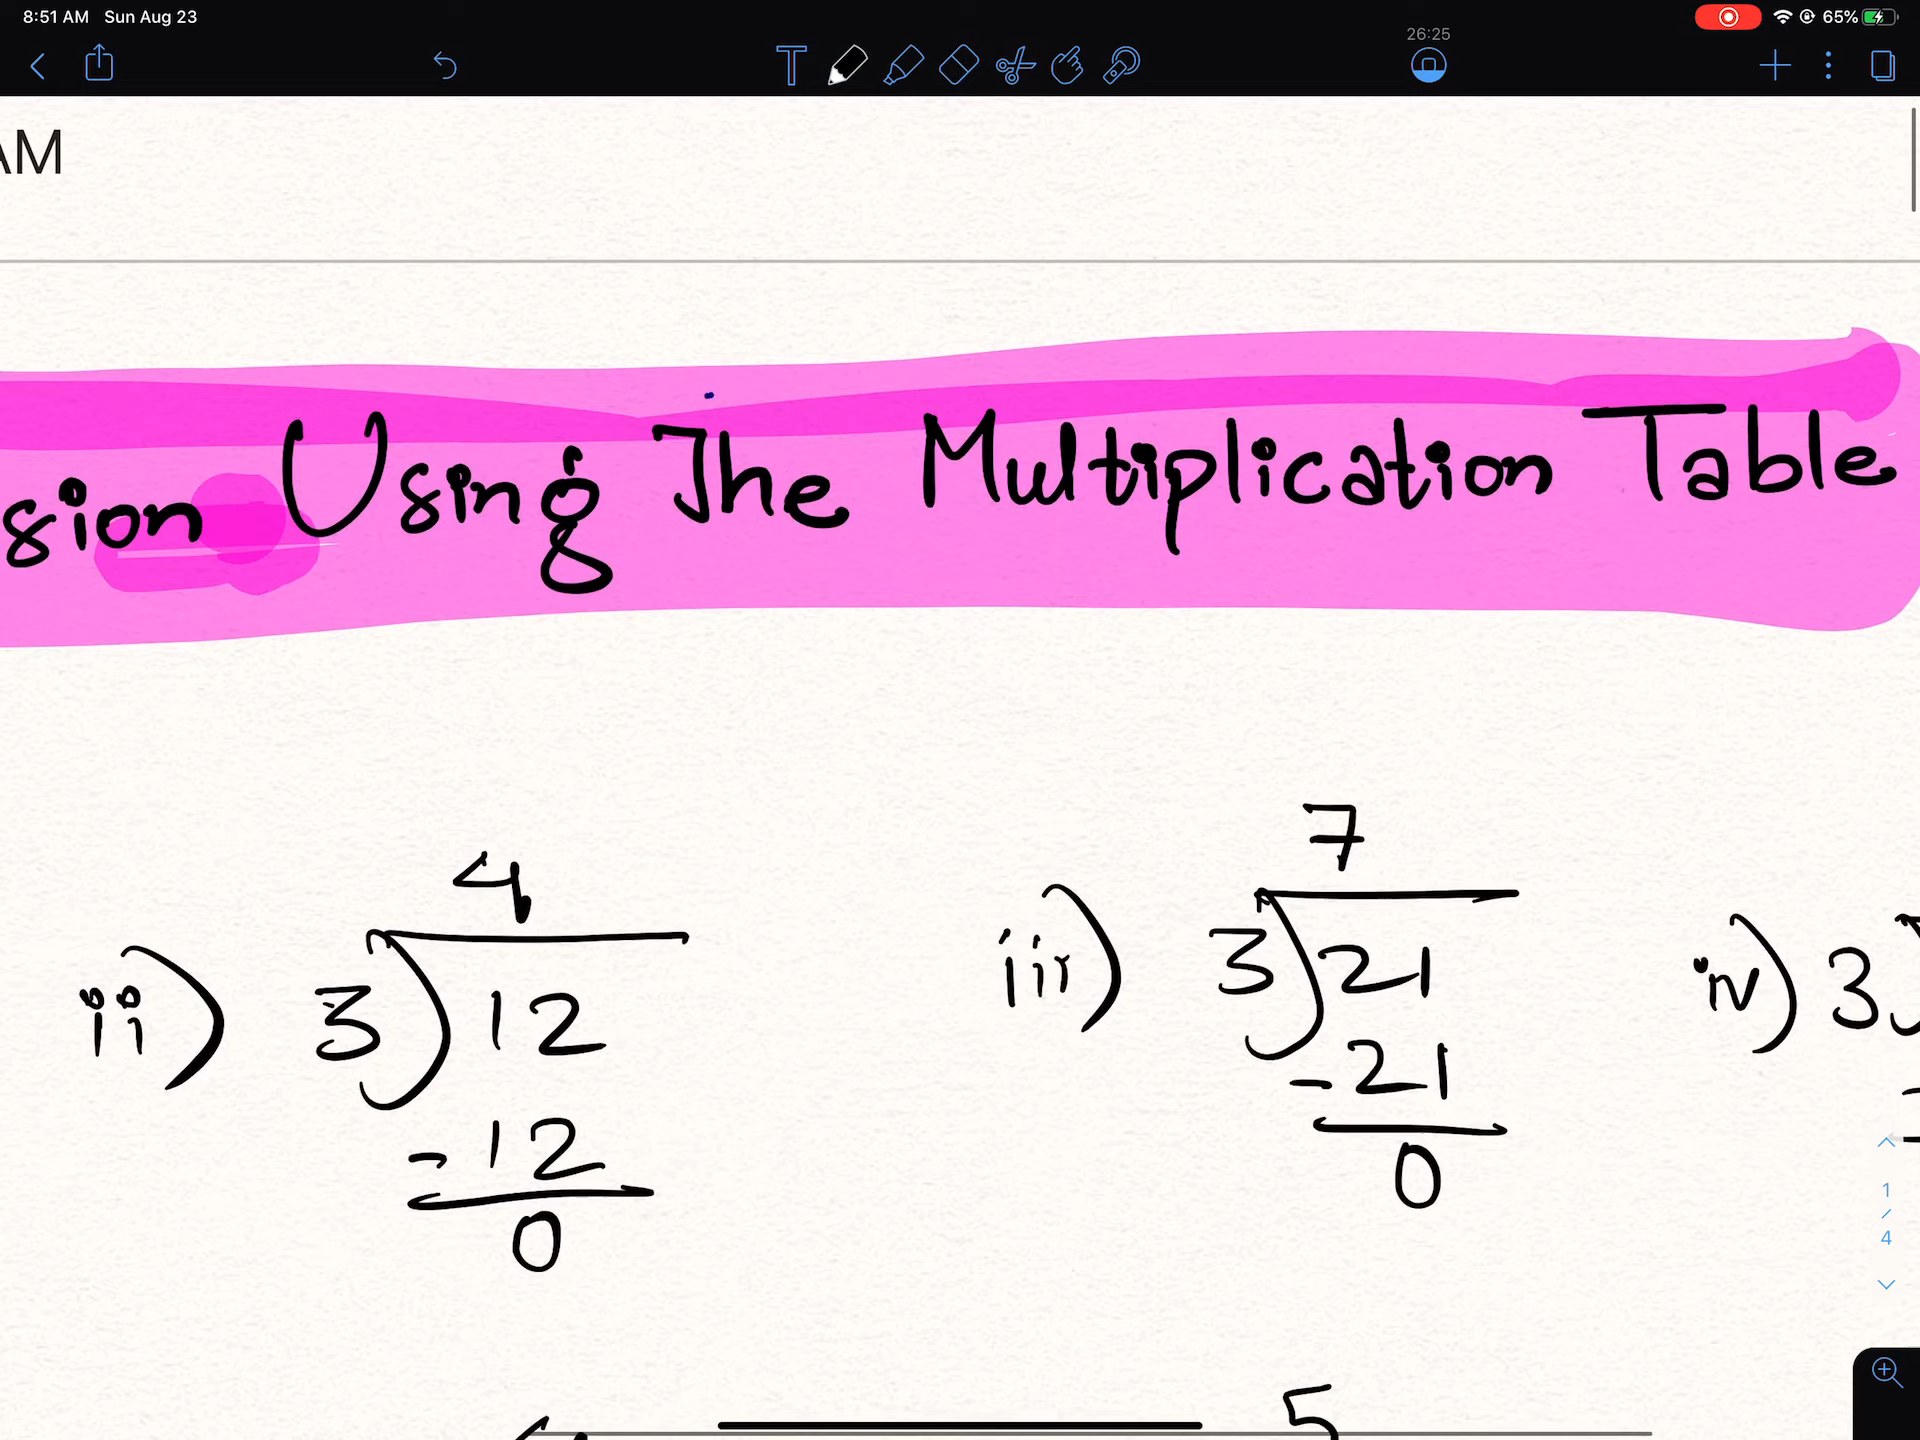 8:51 AM Sun Aug 23
65%
26:25
AM
sion Using The Multiplication Table
4
ii) 3 12
- 12
0
7
iii) 3 21
- 21
0
iv) 3
1
/
4
5